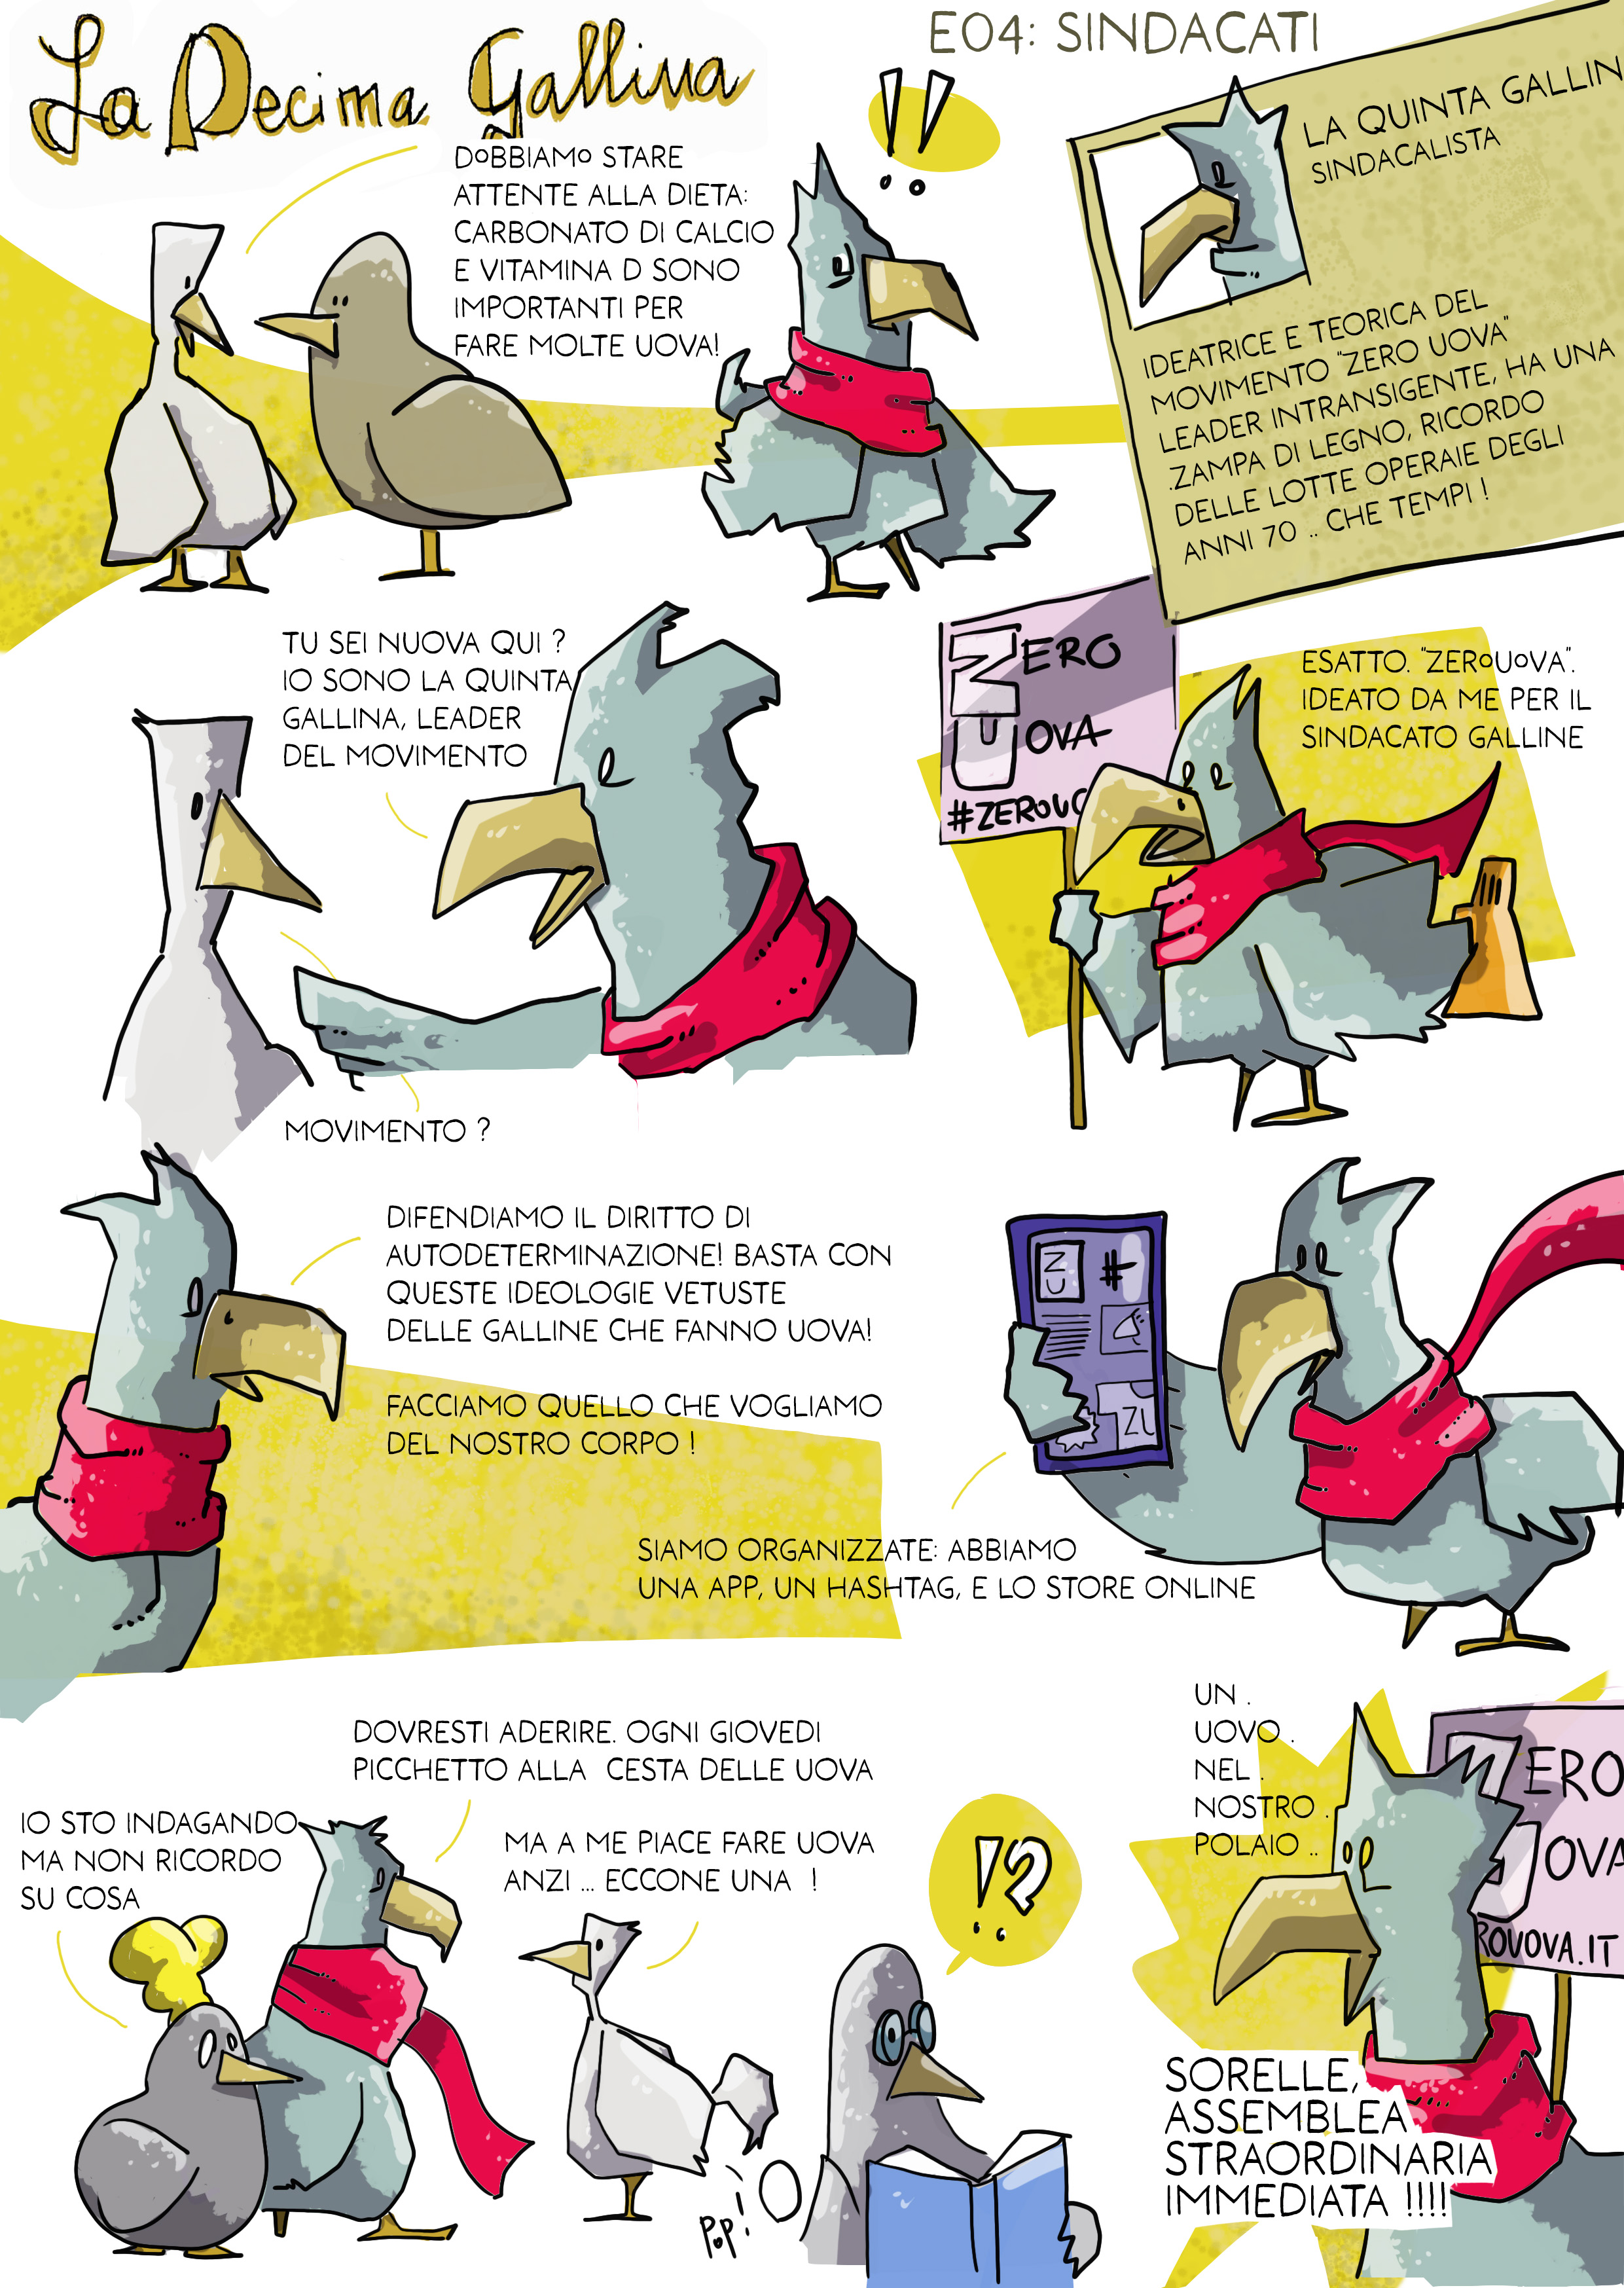 La Decima Gallina
E04: SINDACATI
DOBBIAMO STARE
ATTENTE ALLA DIETA:
CARBONATO DI CALCIO
E VITAMINA D SONO
IMPORTANTI PER
FARE MOLTE UOVA!
!!
LA QUINTA GALLIN
SINDACALISTA
IDEATRICE E TEORICA DEL
MOVIMENTO "ZERO UOVA"
LEADER INTRANSIGENTE, HA UNA
ZAMPA DI LEGNO, RICORDO
DELLE LOTTE OPERAIE DEGLI
ANNI 70 .. CHE TEMPI !
TU SEI NUOVA QUI ?
IO SONO LA QUINTA
GALLINA, LEADER
DEL MOVIMENTO
MOVIMENTO ?
ZERO
UOVA
#ZEROUO
ESATTO. "ZEROUOVA".
IDEATO DA ME PER IL
SINDACATO GALLINE
DIFENDIAMO IL DIRITTO DI
AUTODETERMINAZIONE! BASTA CON
QUESTE IDEOLOGIE VETUSTE
DELLE GALLINE CHE FANNO UOVA!
FACCIAMO QUELLO CHE VOGLIAMO
DEL NOSTRO CORPO !
ZU #
ZU
SIAMO ORGANIZZATE: ABBIAMO
UNA APP, UN HASHTAG, E LO STORE ONLINE
DOVRESTI ADERIRE. OGNI GIOVEDI
PICCHETTO ALLA CESTA DELLE UOVA
IO STO INDAGANDO
MA NON RICORDO
SU COSA
MA A ME PIACE FARE UOVA
ANZI ... ECCONE UNA !
POP!
!?
UN .
UOVO .
NEL .
NOSTRO .
POLAIO ..
ZERO
UOVA
ROUOVA.IT
SORELLE,
ASSEMBLEA
STRAORDINARIA
IMMEDIATA !!!!